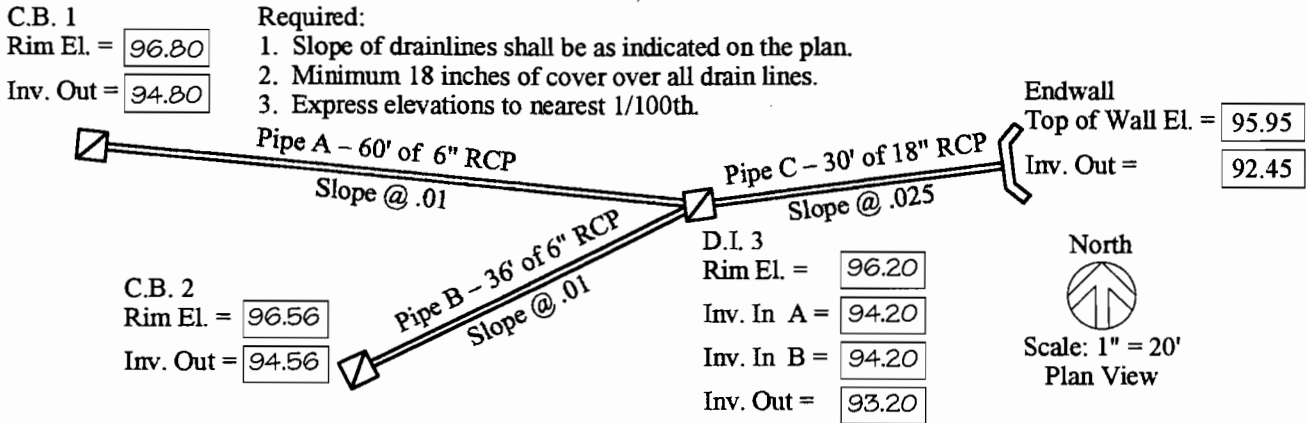 C.B. 1
Rim El. = 96.80
Inv. Out = 94.80
Required:
1. Slope of drainlines shall be as indicated on the plan.
2. Minimum 18 inches of cover over all drain lines.
3. Express elevations to nearest 1/100th.
Endwall
Top of Wall El. = 95.95
Inv. Out = 92.45
Pipe A – 60' of 6" RCP
Slope @ .01
Pipe C – 30' of 18" RCP
Slope @ .025
Pipe B – 36' of 6" RCP
Slope @ .01
C.B. 2
Rim El. = 96.56
Inv. Out = 94.56
D.I. 3
Rim El. = 96.20
Inv. In A = 94.20
Inv. In B = 94.20
Inv. Out = 93.20
North
Scale: 1" = 20'
Plan View